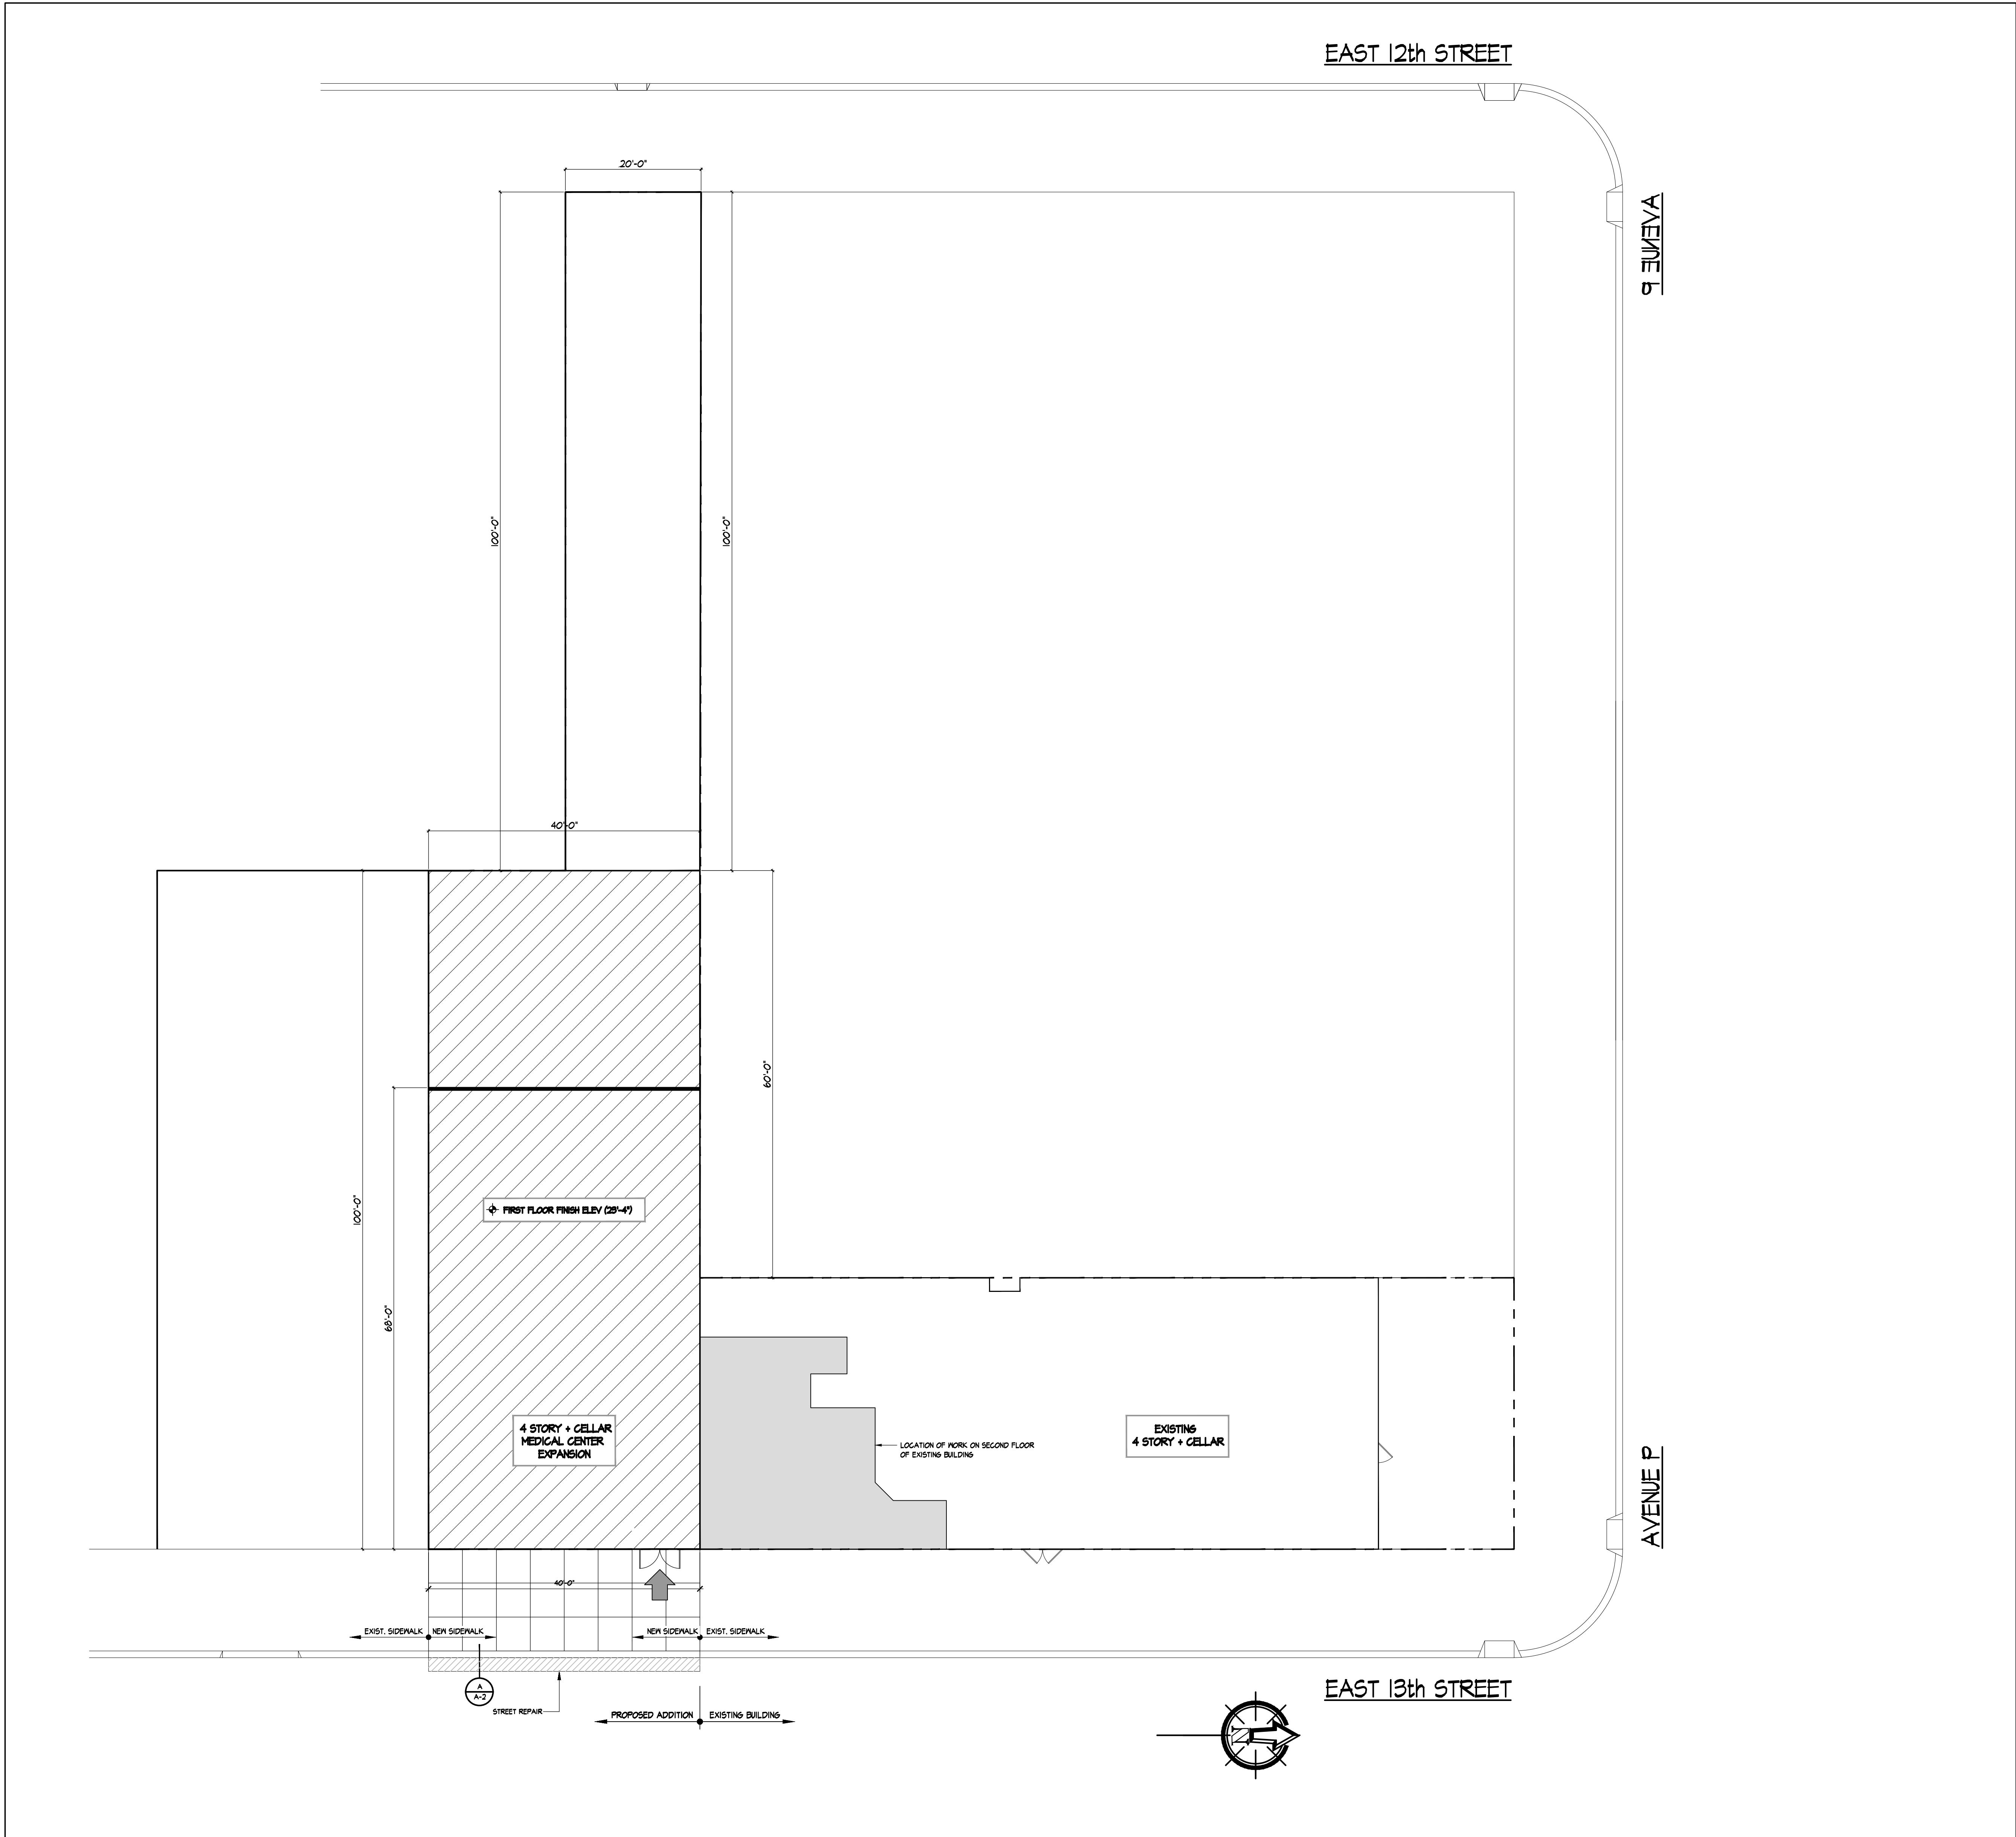 EAST 12th STREET
20'-0"
AVENUE P
100'-0"
100'-0"
40'-0"
60'-0"
100'-0"
FIRST FLOOR FINISH ELEV (25'-4")
68'-0"
4 STORY + CELLAR
MEDICAL CENTER
EXPANSION
LOCATION OF WORK ON SECOND FLOOR
OF EXISTING BUILDING
EXISTING
4 STORY + CELLAR
AVENUE P
40'-0"
EXIST. SIDEWALK
NEW SIDEWALK
NEW SIDEWALK
EXIST. SIDEWALK
A
A-2
STREET REPAIR
PROPOSED ADDITION
EXISTING BUILDING
EAST 13th STREET
N